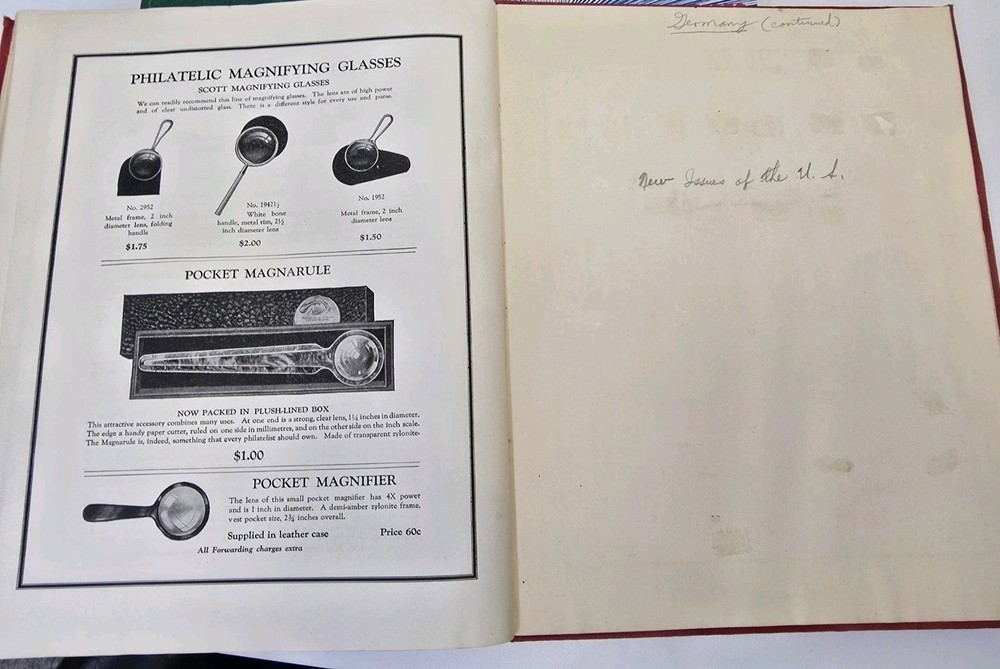 PHILATELIC MAGNIFYING GLASSES
SCOTT MAGNIFYING GLASSES
We can readily recommend this line of magnifying glasses. The lens are of high power
and of clear undistorted glass. There is a different style for every use and purse.
No. 2952
Metal frame, 2 inch
diameter lens, folding
handle
$1.75
No. 1942½
White bone
handle, metal rim, 2½
inch diameter lens
$2.00
No. 1952
Metal frame, 2 inch
diameter lens
$1.50
POCKET MAGNARULE
NOW PACKED IN PLUSH-LINED BOX
This attractive accessory combines many uses. At one end is a strong, clear lens, 1¼ inches in diameter.
The edge a handy paper cutter, ruled on one side in millimetres, and on the other side on the inch scale.
The Magnarule is, indeed, something that every philatelist should own. Made of transparent zylonite.
$1.00
POCKET MAGNIFIER
The lens of this small pocket magnifier has 4X power
and is 1 inch in diameter. A demi-amber zylonite frame,
vest pocket size, 2¾ inches overall.
Supplied in leather case Price 60c
All Forwarding charges extra
Germany (continued)
New Issues of the U. S.